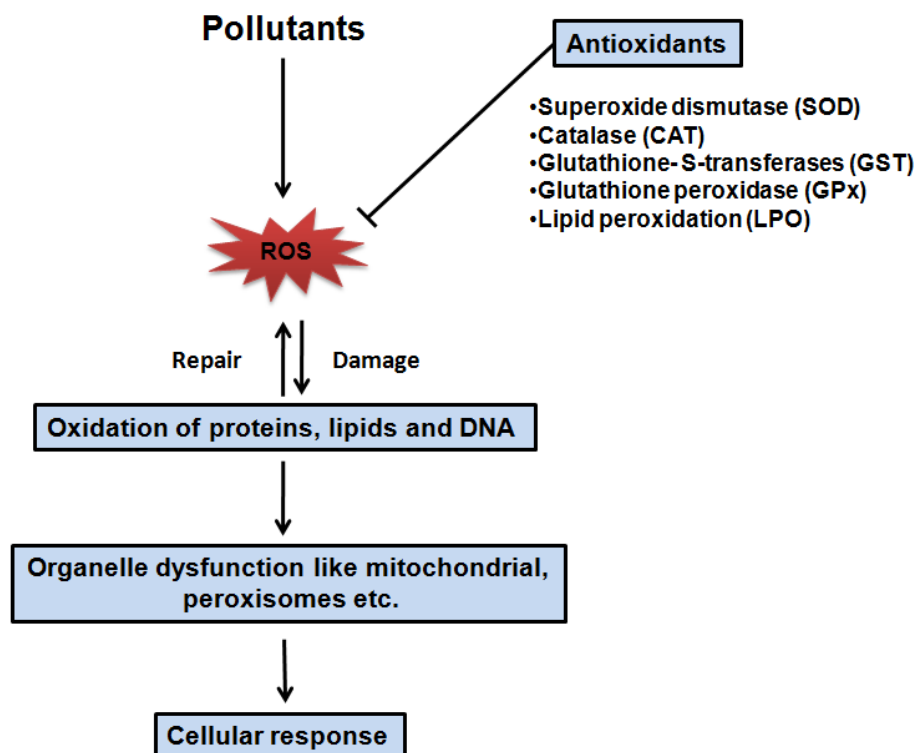 Pollutants
Antioxidants
•Superoxide dismutase (SOD)
•Catalase (CAT)
•Glutathione-S-transferases (GST)
•Glutathione peroxidase (GPx)
•Lipid peroxidation (LPO)
ROS
Repair
Damage
Oxidation of proteins, lipids and DNA
Organelle dysfunction like mitochondrial,
peroxisomes etc.
Cellular response